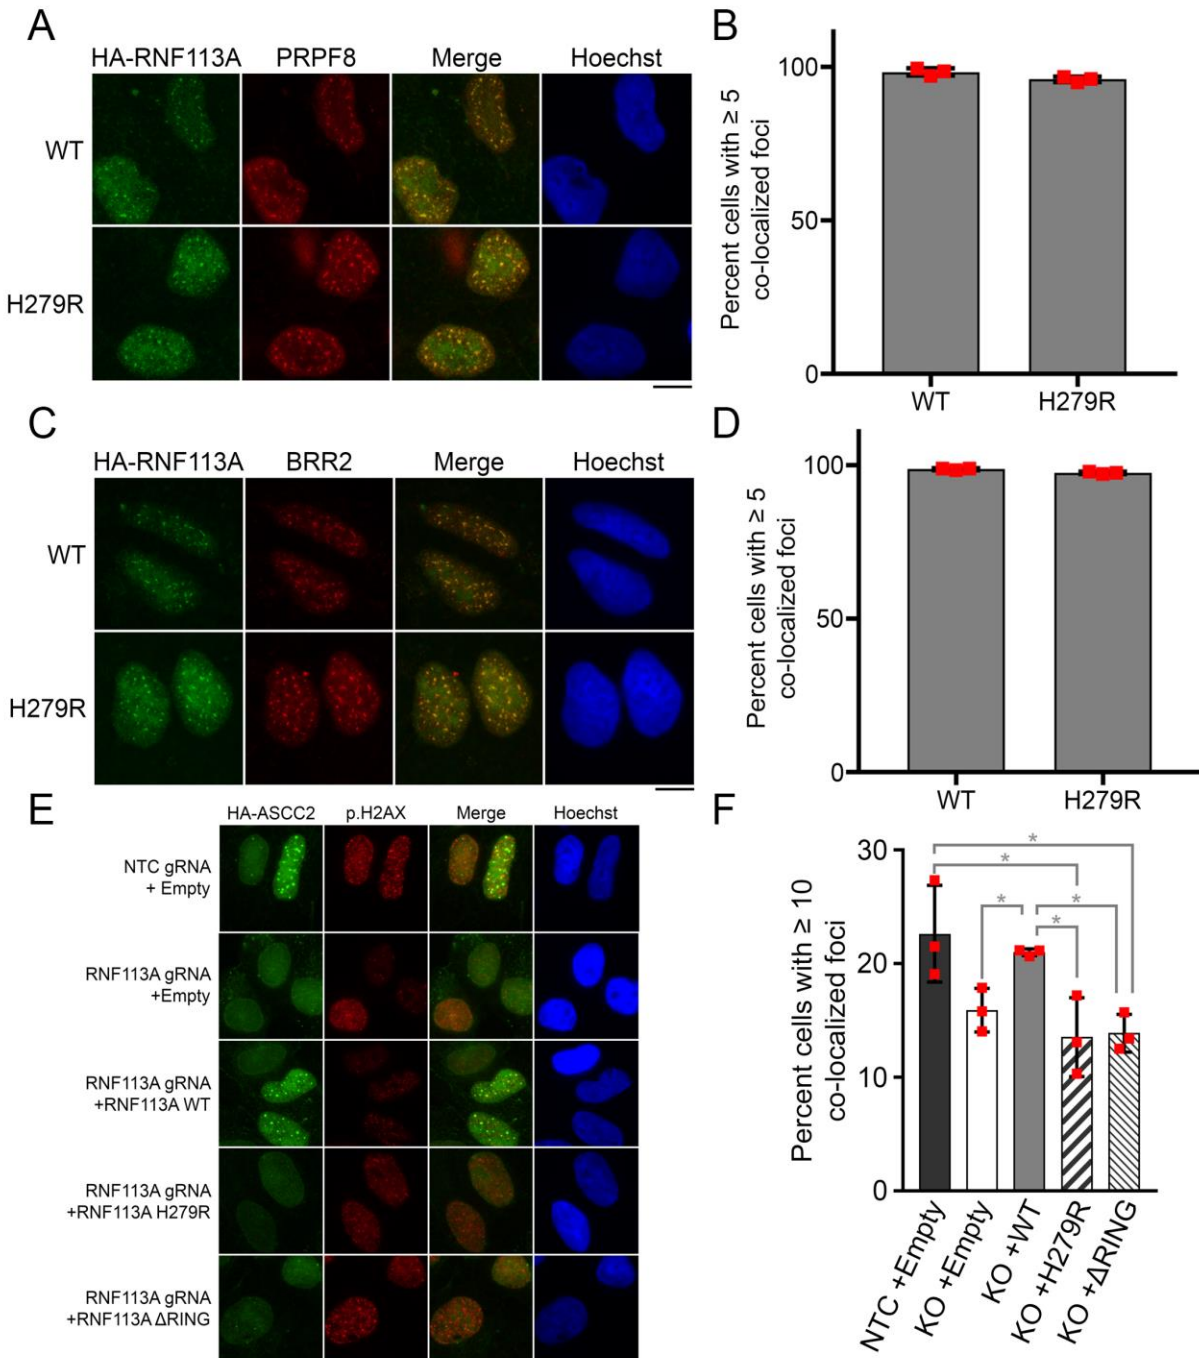 A
HA-RNF113A PRPF8 Merge Hoechst
WT
H279R
B
Percent cells with ≥ 5
co-localized foci
100
50
0
WT H279R
C
HA-RNF113A BRR2 Merge Hoechst
WT
H279R
D
Percent cells with ≥ 5
co-localized foci
100
50
0
WT H279R
E
HA-ASCC2 p.H2AX Merge Hoechst
NTC gRNA
+ Empty
RNF113A gRNA
+Empty
RNF113A gRNA
+RNF113A WT
RNF113A gRNA
+RNF113A H279R
RNF113A gRNA
+RNF113A ΔRING
F
Percent cells with ≥ 10
co-localized foci
30
20
10
0
*
*
* *
*
NTC +Empty
KO +Empty
KO +WT
KO +H279R
KO +ΔRING